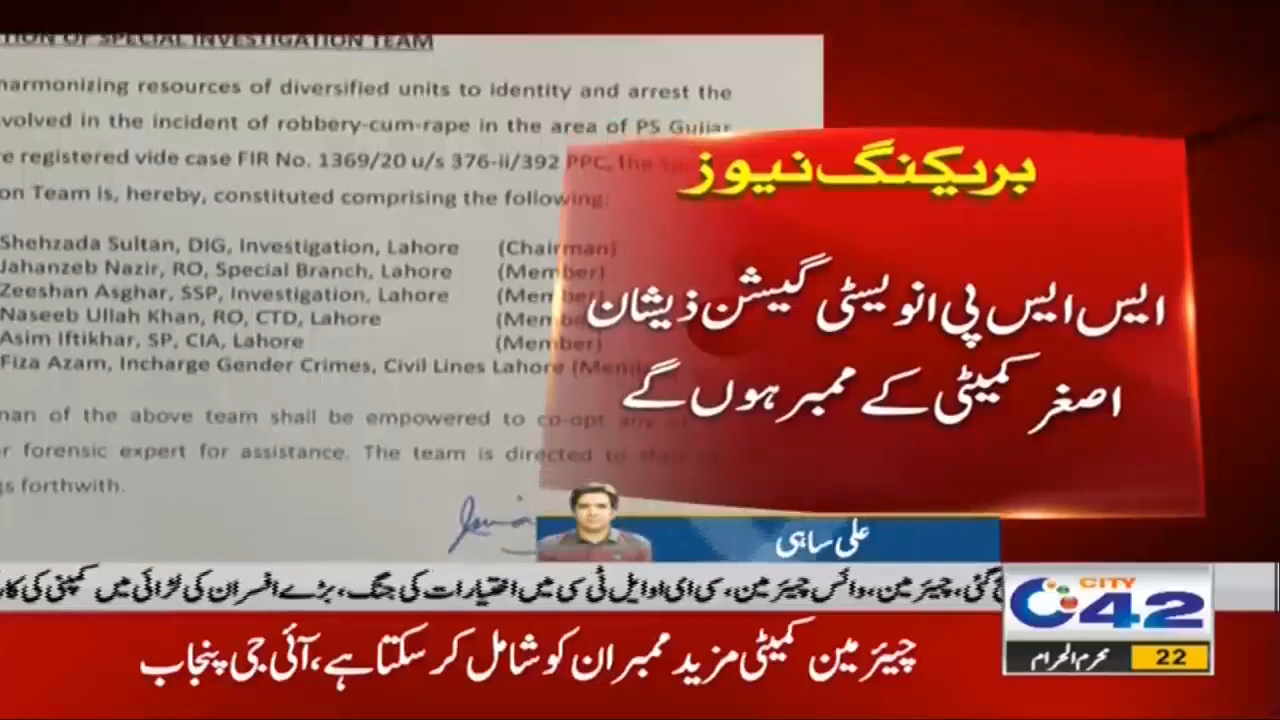 TION OF SPECIAL INVESTIGATION TEAM
harmonizing resources of diversified units to identity and arrest the
volved in the incident of robbery-cum-rape in the area of PS Gujjar
re registered vide case FIR No. 1369/20 u/s 376-ii/392 PPC, the
on Team is, hereby, constituted comprising the following:
Shehzada Sultan, DIG, Investigation, Lahore (Chairman)
Jahanzeb Nazir, RO, Special Branch, Lahore (Member)
Zeeshan Asghar, SSP, Investigation, Lahore (Member)
Naseeb Ullah Khan, RO, CTD, Lahore (Member)
Asim Iftikhar, SP, CIA, Lahore (Member)
Fiza Azam, Incharge Gender Crimes, Civil Lines Lahore (Mem
man of the above team shall be empowered to co-opt any
r forensic expert for assistance. The team is directed to
gs forthwith.
بریکنگ نیوز
ایس ایس پی انویسٹی گیشن ذیشان
اصغر کمیٹی کے ممبر ہوں گے
علی ساہی
گئی، چیئرمین، وائس چیئرمین، سی ای او ایل ٹی سی میں اختیارات کی جنگ، بڑے افسران کی لڑائی میں کمپنی کی کا
CITY
C42
محرم الحرام 22
چیئرمین کمیٹی مزید ممبران کو شامل کر سکتا ہے، آئی جی پنجاب